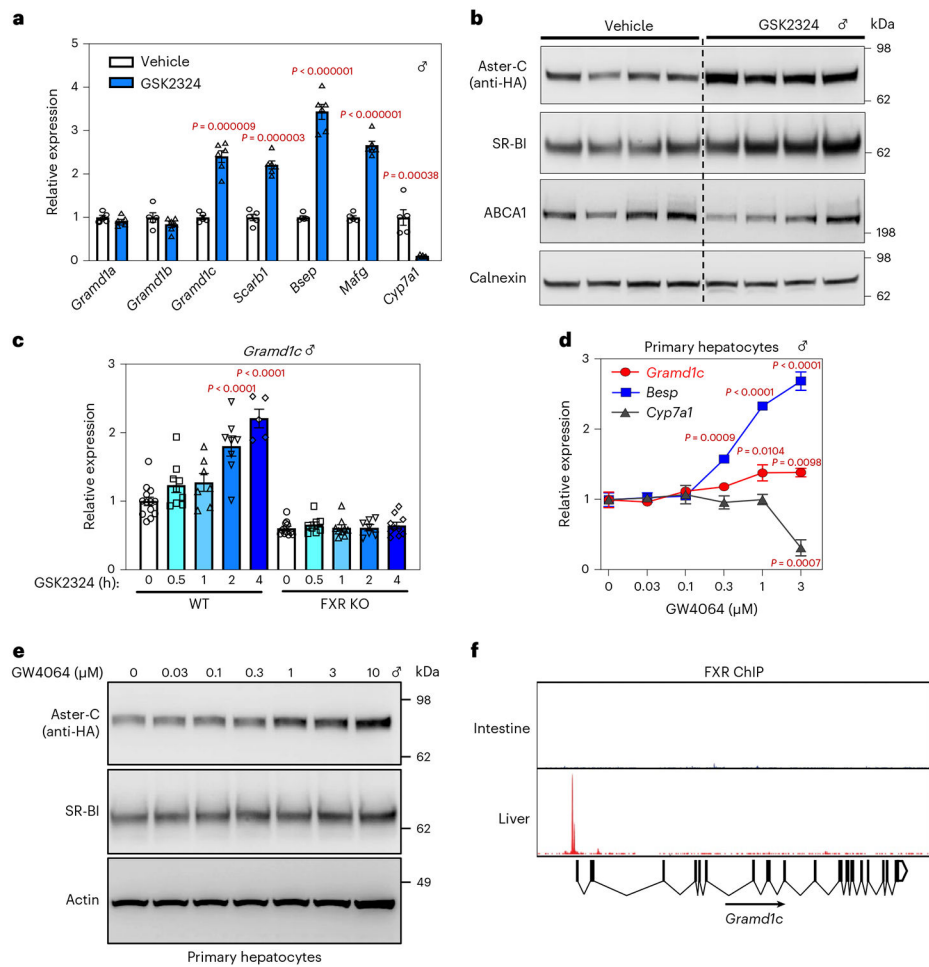 a
5
4
3
2
1
0
Relative expression
Vehicle
GSK2324
♂
P = 0.000009
P = 0.000003
P < 0.000001
P < 0.000001
P = 0.00038
Gramd1a
Gramd1b
Gramd1c
Scarb1
Bsep
Mafg
Cyp7a1
b
Vehicle
GSK2324 ♂
kDa
Aster-C
(anti-HA)
98
62
SR-BI
62
ABCA1
198
Calnexin
98
62
c
Gramd1c ♂
3
2
1
0
Relative expression
P < 0.0001
P < 0.0001
GSK2324 (h):
0 0.5 1 2 4 0 0.5 1 2 4
WT
FXR KO
d
Primary hepatocytes ♂
3
2
1
0
Relative expression
Gramd1c
Besp
Cyp7a1
P = 0.0009
P < 0.0001
P < 0.0001
P = 0.0104
P = 0.0098
P = 0.0007
0 0.03 0.1 0.3 1 3
GW4064 (µM)
e
GW4064 (µM) 0 0.03 0.1 0.3 1 3 10 ♂ kDa
Aster-C
(anti-HA)
98
62
SR-BI
62
Actin
49
Primary hepatocytes
f
FXR ChIP
Intestine
Liver
Gramd1c